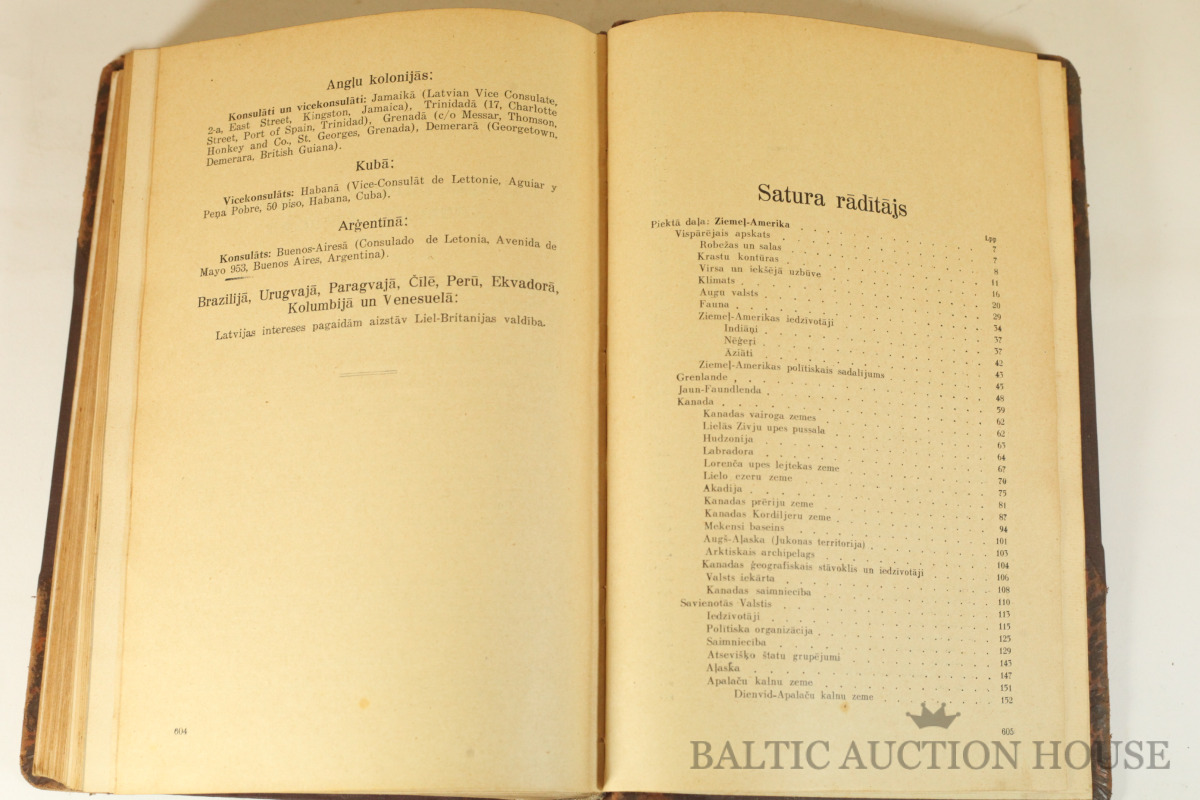 Angļu kolonijās:
Konsulāti un vicekonsulāti: Jamaikā (Latvian Vice Consulate,
2-a, East Street, Kingston, Jamaica), Trinidadā (17, Charlotte
Street, Port of Spain, Trinidad), Grenadā (c/o Messar, Thomson,
Honkey and Co., St. Georges, Grenada), Demerarā (Georgetown,
Demerara, British Guiana).
Kubā:
Vicekonsulāts: Habanā (Vice-Consulāt de Lettonie, Aguiar y
Peņa Pobre, 50 piso, Habana, Cuba).
Arģentīnā:
Konsulāts: Buenos-Airesā (Consulado de Letonia, Avenida de
Mayo 953, Buenos Aires, Argentina).
Brazilijā, Urugvajā, Paragvajā, Čīlē, Perū, Ekvadorā,
Kolumbijā un Venesuelā:
Latvijas intereses pagaidām aizstāv Liel-Britanijas valdība.
604
Satura rādītājs
Lpp
Piektā daļa: Ziemeļ-Amerika 7
Vispārējais apskats 7
Robežas un salas 8
Krastu kontūras 11
Virsa un iekšējā uzbūve 16
Klimats 20
Augu valsts 29
Fauna 34
Ziemeļ-Amerikas iedzīvotāji 37
Indiāņi 37
Nēģeri 42
Aziāti 43
Ziemeļ-Amerikas politiskais sadalijums 45
Grenlande 48
Jaun-Faundlenda 59
Kanada 62
Kanadas vairoga zemes 62
Lielās Zivju upes pussala 63
Hudzonija 64
Labradora 67
Lorenča upes lejtekas zeme 70
Lielo ezeru zeme 75
Akadija 81
Kanadas prēriju zeme 87
Kanadas Kordiljeru zeme 94
Mekensi baseins 101
Augš-Aļaska (Jukonas territorija) 103
Arktiskais archipelags 104
Kanadas ģeografiskais stāvoklis un iedzīvotāji 106
Valsts iekārta 108
Kanadas saimniecība 110
Savienotās Valstis 113
Iedzīvotāji 115
Politiska organizācija 125
Saimniecība 129
Atsevišķo štatu grupējumi 143
Aļaska 147
Apalaču kalnu zeme 151
Dienvid-Apalaču kalnu zeme 152
605
BALTIC AUCTION HOUSE